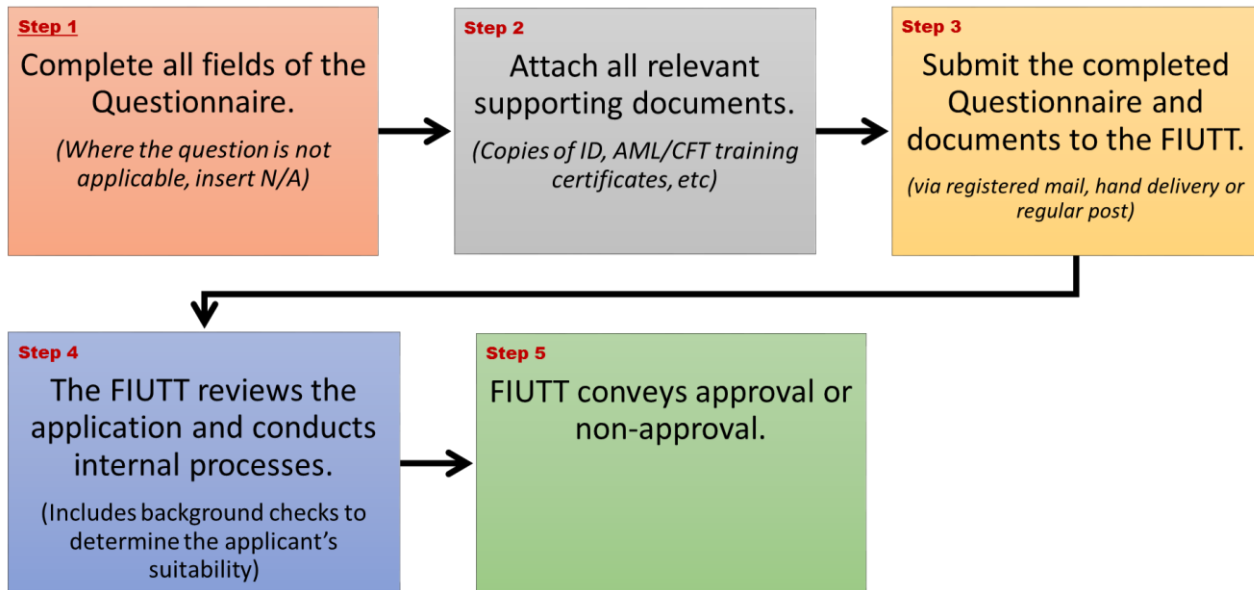 Step 1
Complete all fields of the
Questionnaire.
(Where the question is not
applicable, insert N/A)
Step 2
Attach all relevant
supporting documents.
(Copies of ID, AML/CFT training
certificates, etc)
Step 3
Submit the completed
Questionnaire and
documents to the FIUTT.
(via registered mail, hand delivery or
regular post)
Step 4
The FIUTT reviews the
application and conducts
internal processes.
(Includes background checks to
determine the applicant's
suitability)
Step 5
FIUTT conveys approval or
non-approval.